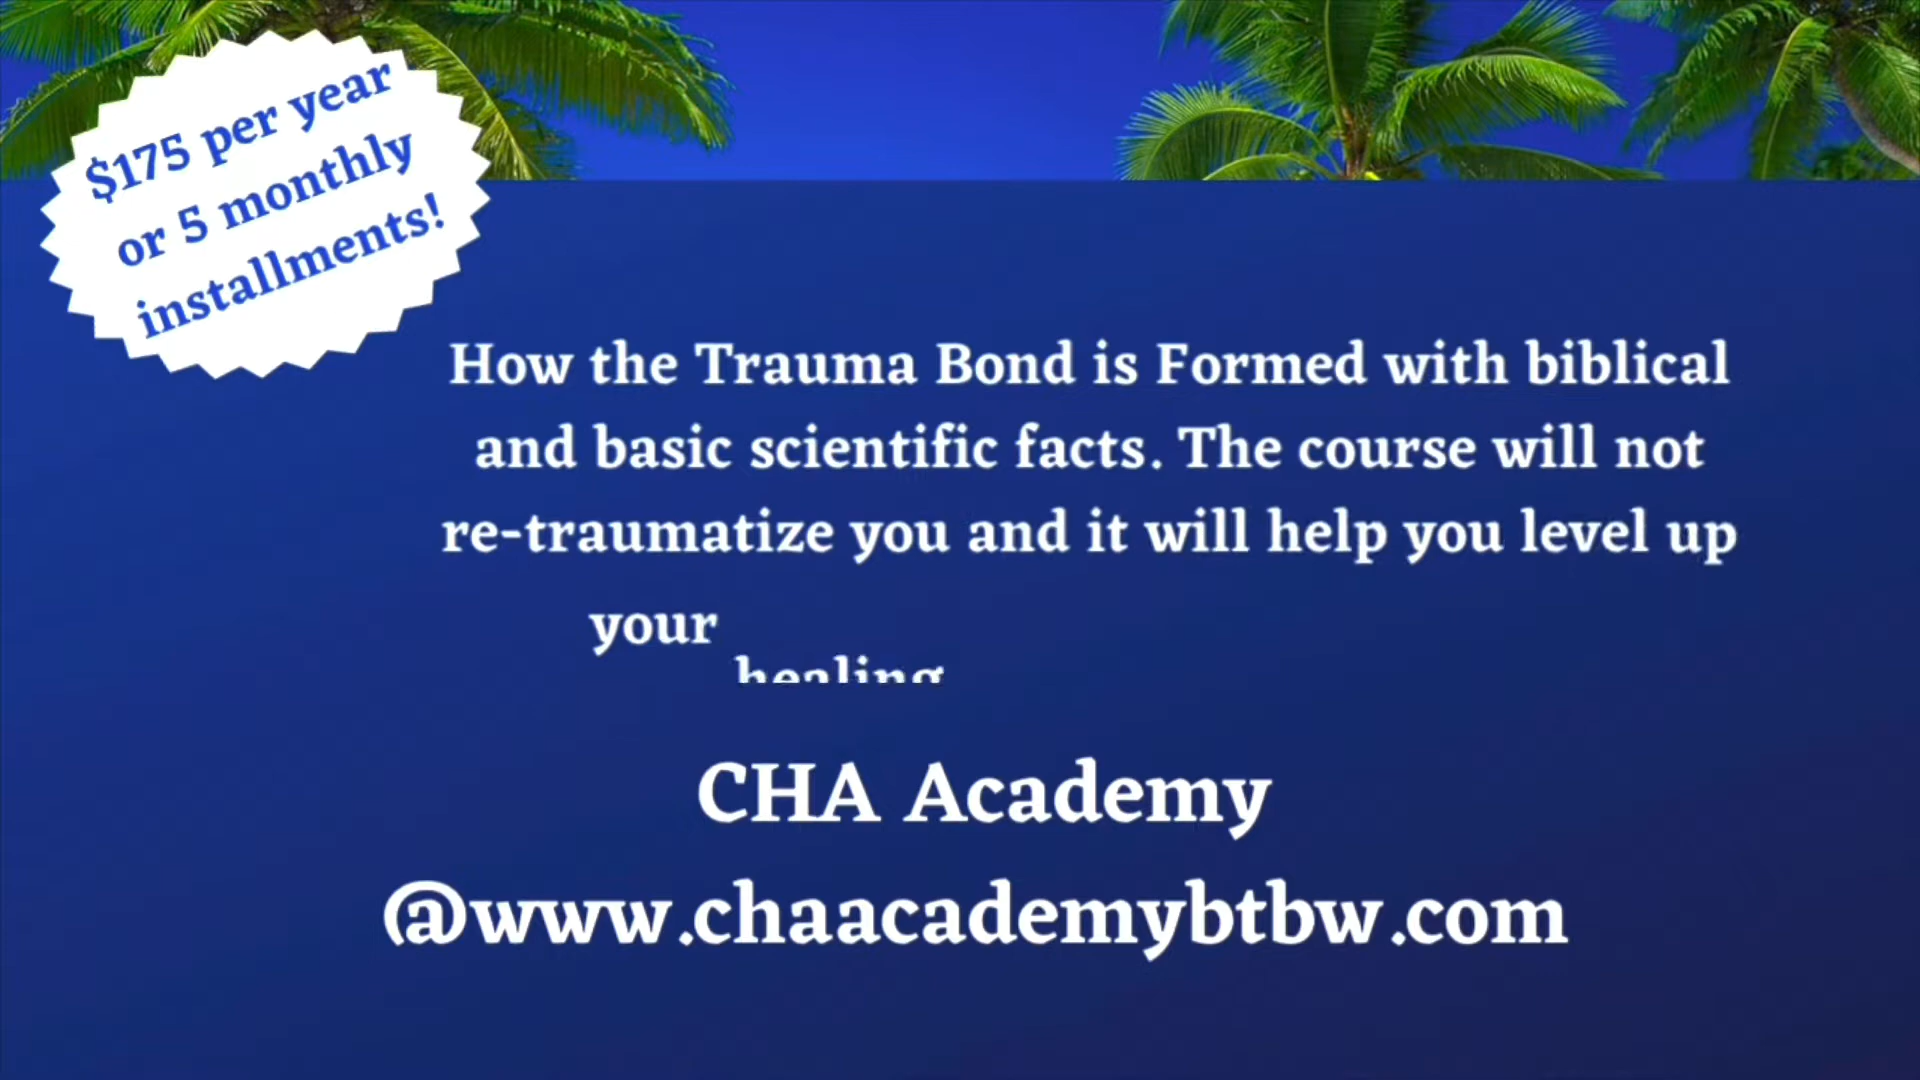 $175 per year
or 5 monthly
installments!
How the Trauma Bond is Formed with biblical
and basic scientific facts. The course will not
re-traumatize you and it will help you level up
your
healing
CHA Academy
@www.chaacademybtbw.com